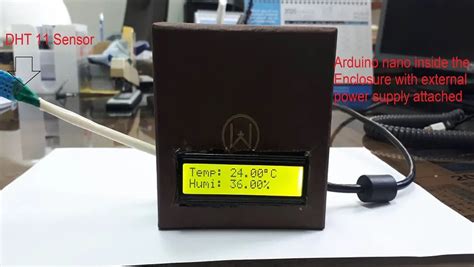 DHT 11 Sensor
Arduino nano inside the
Enclosure with external
power supply attached
Temp: 24.00°C
Humi: 36.00%